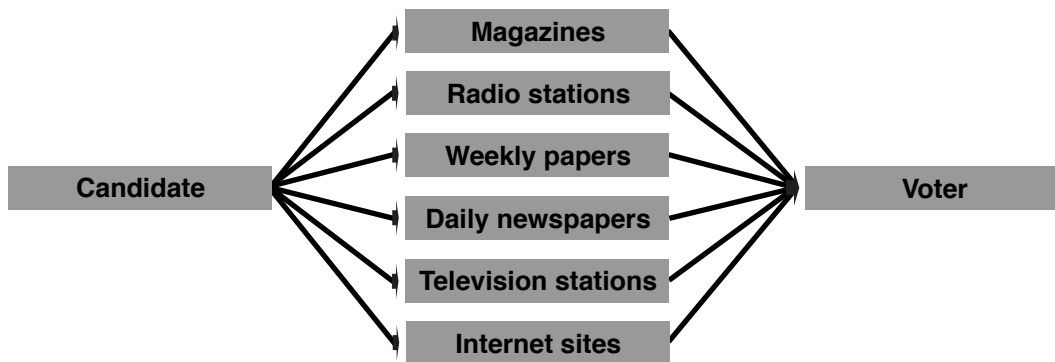 Magazines
Radio stations
Weekly papers
Candidate
Voter
Daily newspapers
Television stations
Internet sites